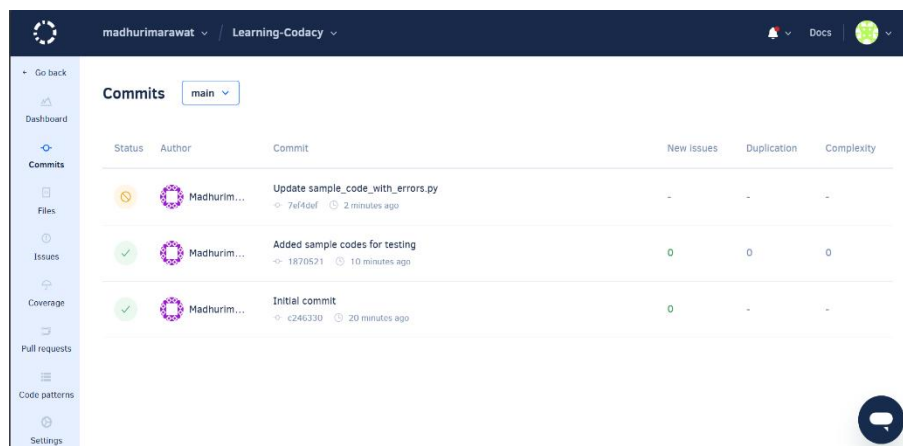 madhurimarawat / Learning-Codacy
Docs
Go back
Dashboard
Commits
Files
Issues
Coverage
Pull requests
Code patterns
Settings
Commits main
Status Author Commit New issues Duplication Complexity
Madhurim... Update sample_code_with_errors.py - - -
7ef4def 2 minutes ago
Madhurim... Added sample codes for testing 0 0 0
1870521 10 minutes ago
Madhurim... Initial commit 0 - -
c246330 20 minutes ago